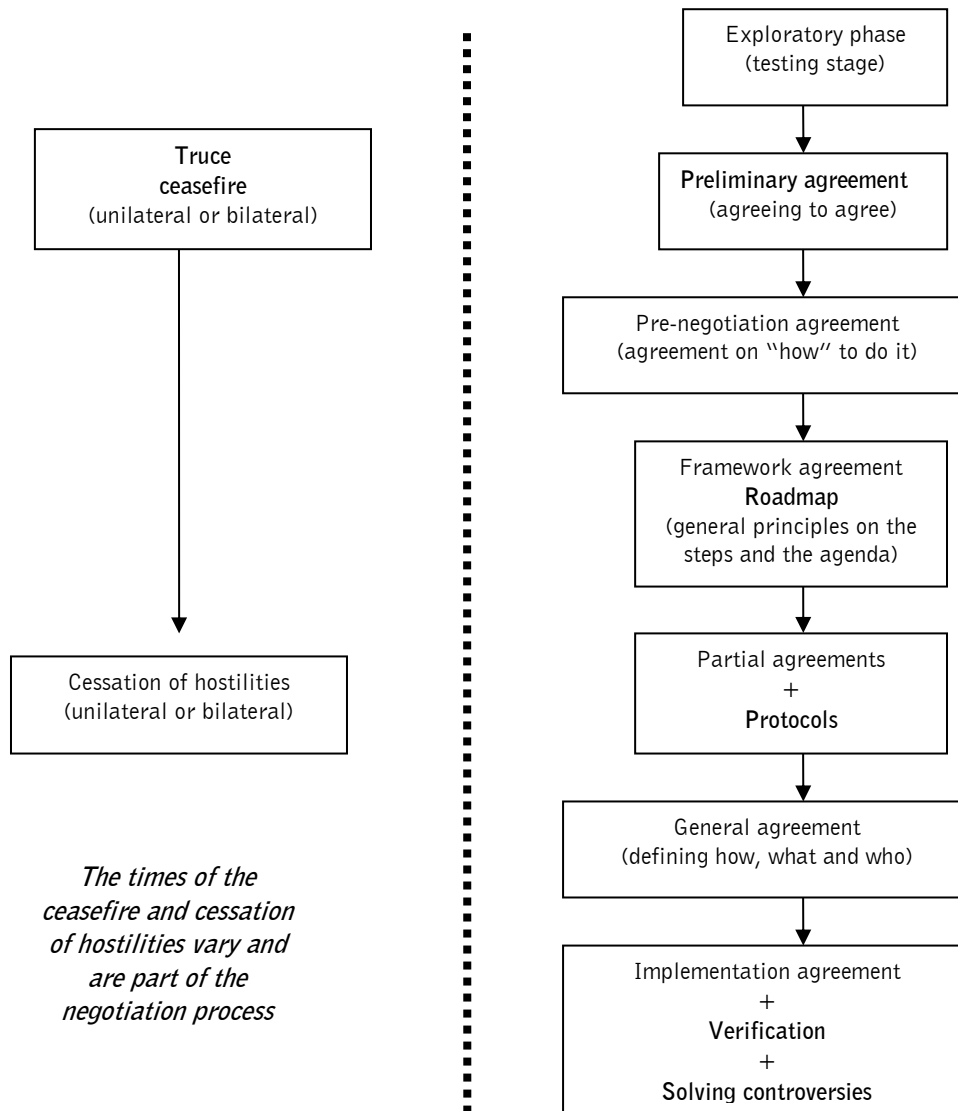 Truce
ceasefire
(unilateral or bilateral)
Cessation of hostilities
(unilateral or bilateral)
The times of the
ceasefire and cessation
of hostilities vary and
are part of the
negotiation process
Exploratory phase
(testing stage)
Preliminary agreement
(agreeing to agree)
Pre-negotiation agreement
(agreement on “how” to do it)
Framework agreement
Roadmap
(general principles on the
steps and the agenda)
Partial agreements
+
Protocols
General agreement
(defining how, what and who)
Implementation agreement
+
Verification
+
Solving controversies